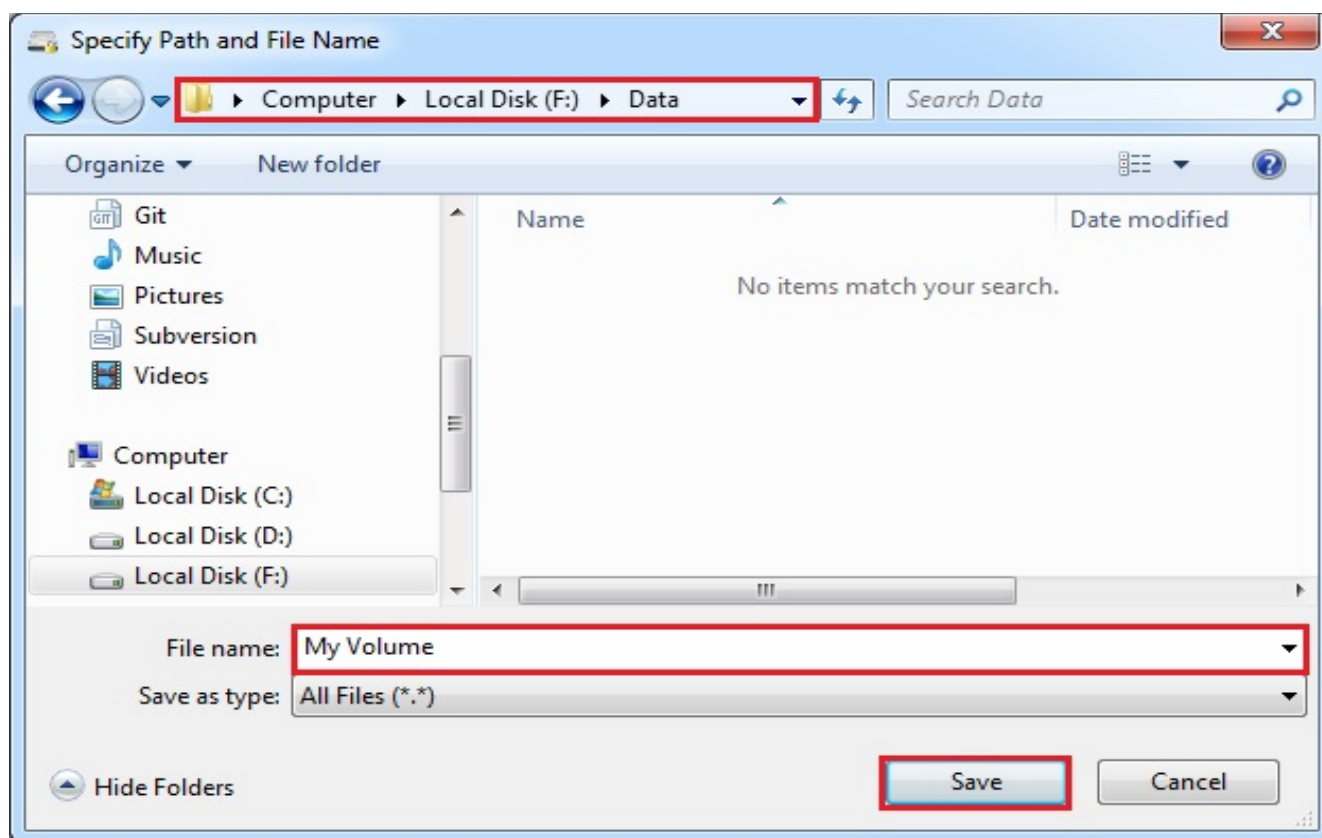 Specify Path and File Name
Computer Local Disk (F:) Data Search Data
Organize New folder
Git
Music
Pictures
Subversion
Videos
Computer
Local Disk (C:)
Local Disk (D:)
Local Disk (F:)
Name Date modified
No items match your search.
File name: My Volume
Save as type: All Files (*.*)
Hide Folders Save Cancel